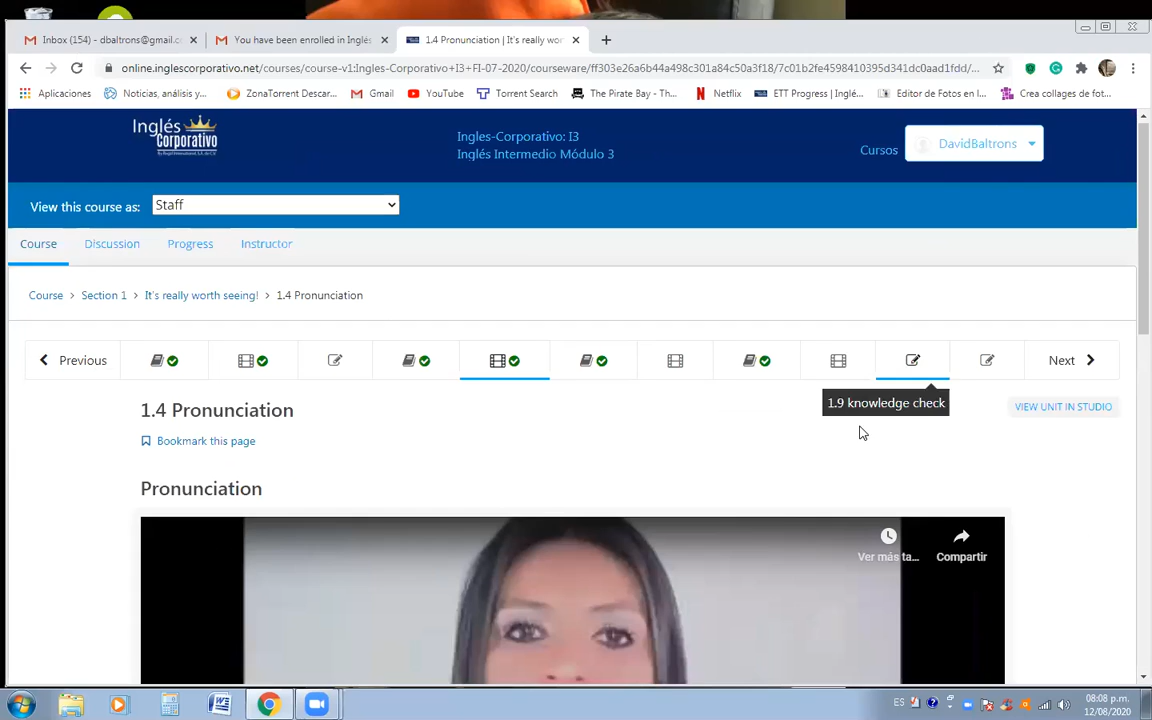 Inbox (154) - dbaltrons@gmail.c
You have been enrolled in Inglés
1.4 Pronunciation | It's really wor
online.inglescorporativo.net/courses/course-v1:Ingles-Corporativo+I3+FI-07-2020/courseware/ff303e26a6b44a498c301a84c50a3f18/7c01b2fe4598410395d341dc0aad1fdd/...
Aplicaciones
Noticias, análisis y...
ZonaTorrent Descar...
Gmail
YouTube
Torrent Search
The Pirate Bay - Th...
Netflix
ETT Progress | Inglé...
Editor de Fotos en l...
Crea collages de fot...
Inglés
Corporativo
Ingles-Corporativo: I3
Inglés Intermedio Módulo 3
Cursos
DavidBaltrons
View this course as:
Staff
Course
Discussion
Progress
Instructor
Course > Section 1 > It's really worth seeing! > 1.4 Pronunciation
Previous
Next
1.9 knowledge check
1.4 Pronunciation
VIEW UNIT IN STUDIO
Bookmark this page
Pronunciation
Ver más ta...
Compartir
ES
08:08 p.m.
12/08/2020